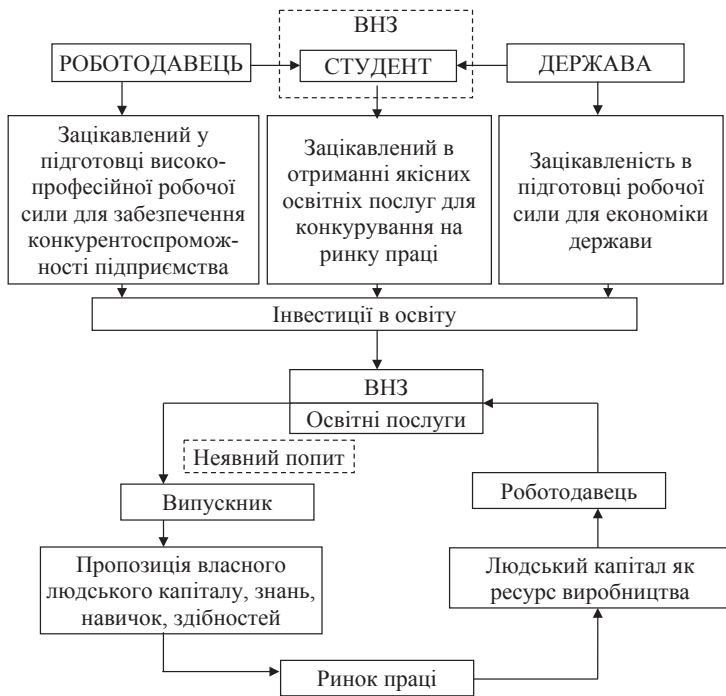 ВНЗ
РОБОТОДАВЕЦЬ
СТУДЕНТ
ДЕРЖАВА
Зацікавлений у
підготовці високо-
професійної робочої
сили для забезпечення
конкурентоспромож-
ності підприємства
Зацікавлений в
отриманні якісних
освітніх послуг для
конкурування на
ринку праці
Зацікавленість в
підготовці робочої
сили для економіки
держави
Інвестиції в освіту
ВНЗ
Освітні послуги
Неявний попит
Випускник
Роботодавець
Пропозиція власного
людського капіталу, знань,
навичок, здібностей
Людський капітал як
ресурс виробництва
Ринок праці